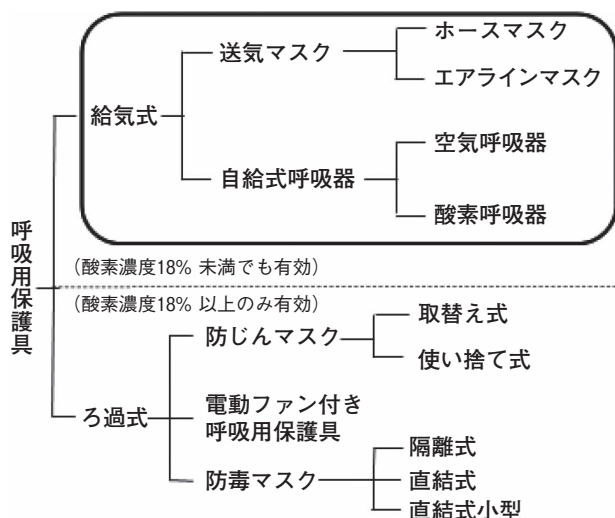 呼吸用保護具
給気式
送気マスク
ホースマスク
エアラインマスク
自給式呼吸器
空気呼吸器
酸素呼吸器
（酸素濃度18% 未満でも有効）
（酸素濃度18% 以上のみ有効）
ろ過式
防じんマスク
取替え式
使い捨て式
電動ファン付き
呼吸用保護具
防毒マスク
隔離式
直結式
直結式小型